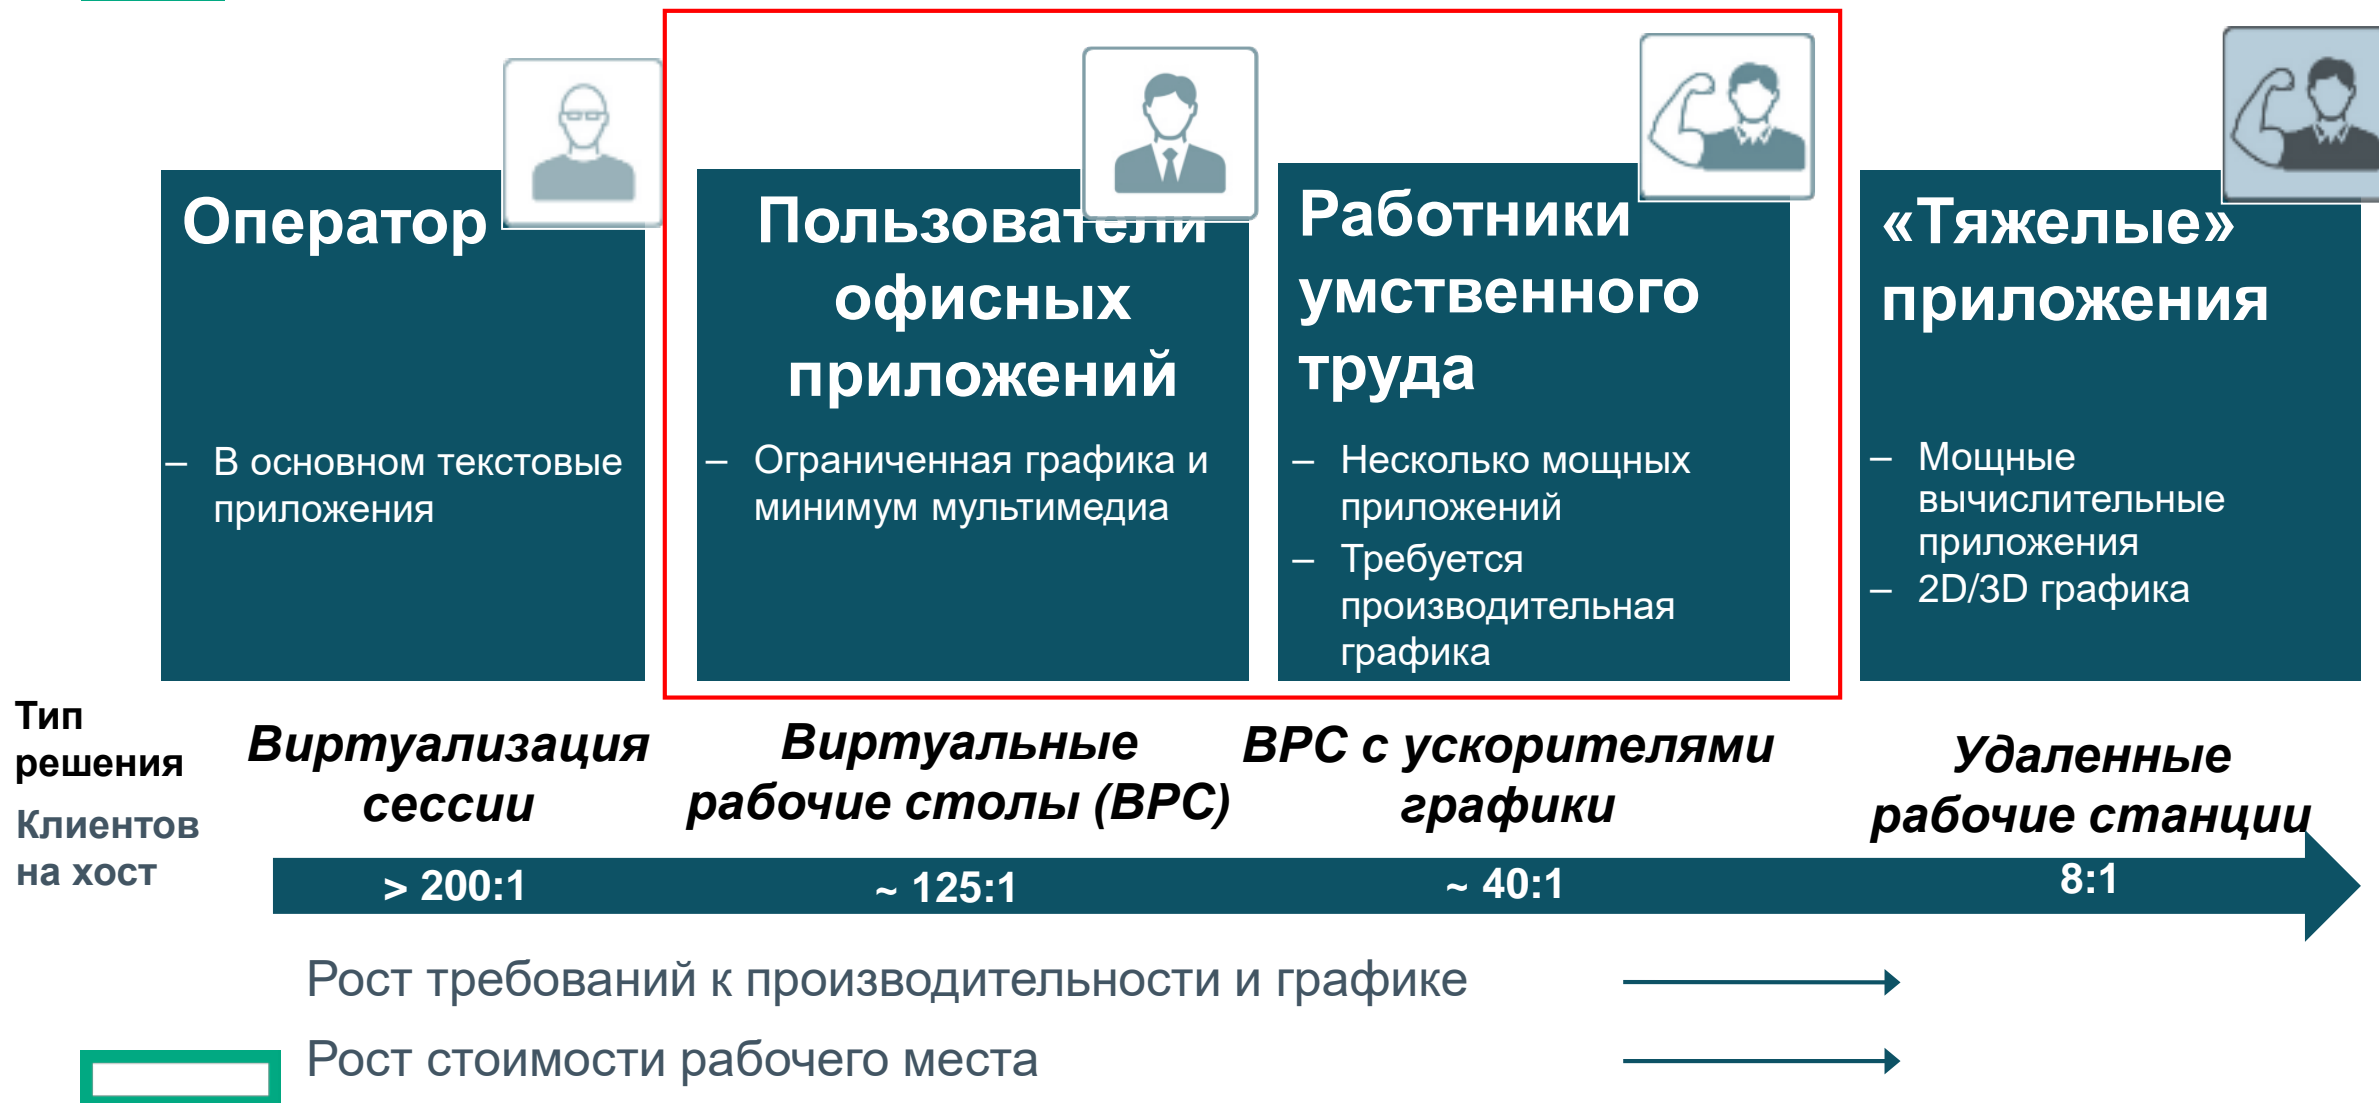 Оператор
– В основном текстовые
приложения
Пользователи
офисных
приложений
– Ограниченная графика и
минимум мультимедиа
Работники
умственного
труда
– Несколько мощных
приложений
– Требуется
производительная
графика
«Тяжелые»
приложения
– Мощные
вычислительные
приложения
– 2D/3D графика
Тип
решения
Виртуализация
сессии
Виртуальные
рабочие столы (ВРС)
ВРС с ускорителями
графики
Удаленные
рабочие станции
Клиентов
на хост
> 200:1
~ 125:1
~ 40:1
8:1
Рост требований к производительности и графике
Рост стоимости рабочего места